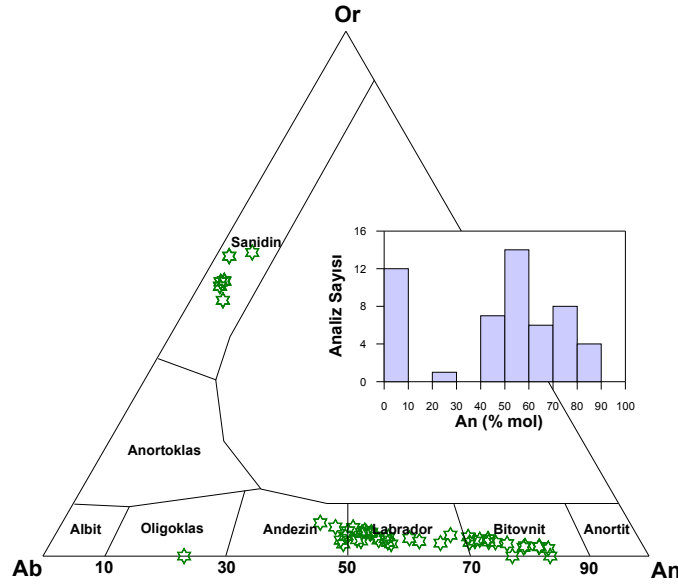 Or
Sanidin
16
12
8
4
0
Analiz Sayısı
0 10 20 30 40 50 60 70 80 90 100
An (% mol)
Anortoklas
Albit Oligoklas Andezin Labrador Bitovnit Anortit
Ab 10 30 50 70 90 An